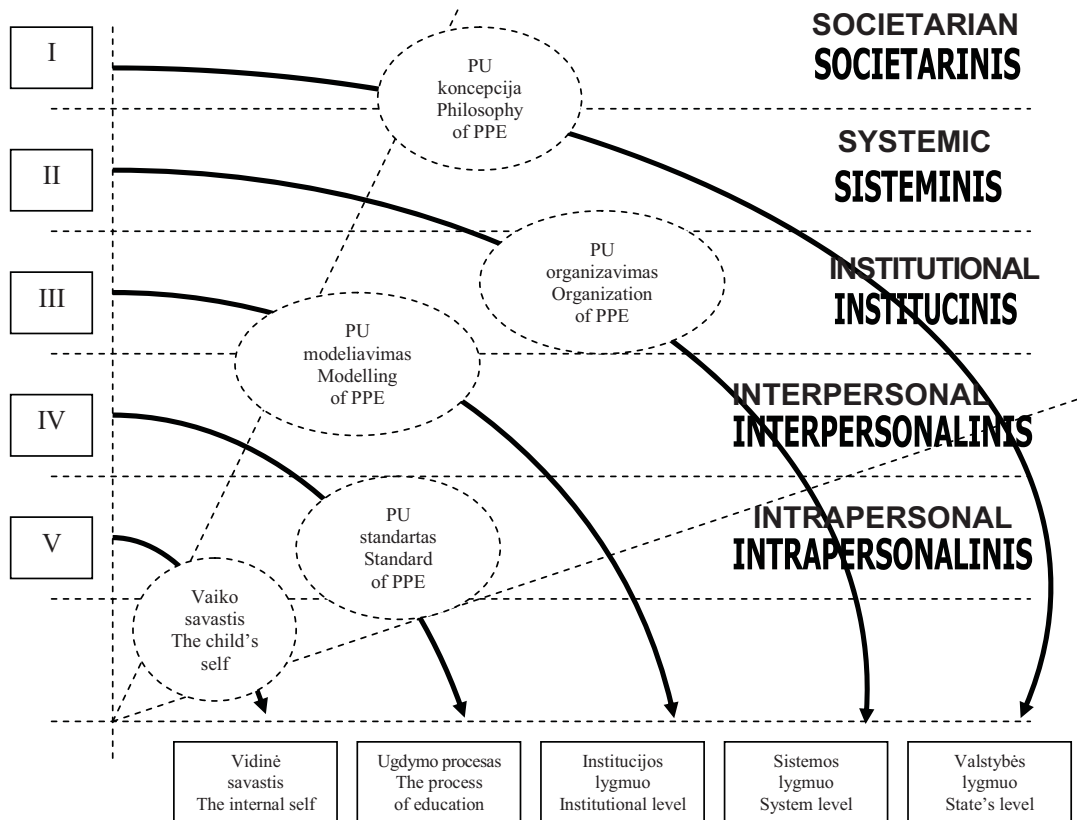 I
PU
koncepcija
Philosophy
of PPE
SOCIETARIAN
SOCIETARINIS
II
SYSTEMIC
SISTEMINIS
III
PU
organizavimas
Organization
of PPE
INSTITUTIONAL
INSTITUCINIS
PU
modeliavimas
Modelling
of PPE
IV
INTERPERSONAL
INTERPERSONALINIS
V
PU
standartas
Standard
of PPE
INTRAPERSONAL
INTRAPERSONALINIS
Vaiko
savastis
The child's
self
Vidinė
savastis
The internal self
Ugdymo procesas
The process
of education
Institucijos
lygmuo
Institutional level
Sistemos
lygmuo
System level
Valstybės
lygmuo
State's level